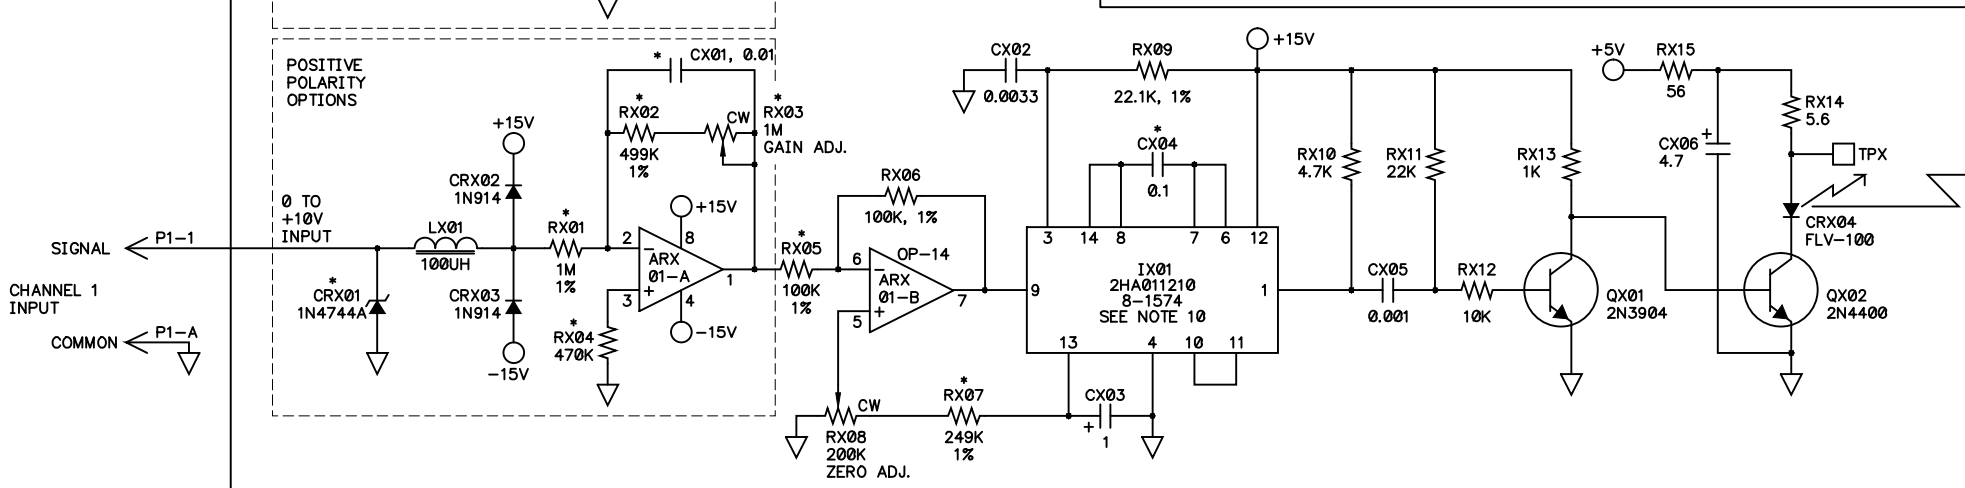 POSITIVE
POLARITY
OPTIONS
* CX01, 0.01
*
RX02
499K
1%
CW
*
RX03
1M
GAIN ADJ.
+15V
CRX02
1N914
0 TO
+10V
INPUT
SIGNAL
P1-1
LX01
100UH
*
RX01
1M
1%
+15V
2
-
8
ARX
01-A
1
3
+
4
-15V
*
CRX01
1N4744A
CRX03
1N914
-15V
*
RX04
470K
CHANNEL 1
INPUT
COMMON
P1-A
*
RX05
100K
1%
RX06
100K, 1%
OP-14
6
-
ARX
01-B
7
+
5
CW
RX08
200K
ZERO ADJ.
*
RX07
249K
1%
CX03
+
1
CX02
0.0033
RX09
22.1K, 1%
+15V
*
CX04
0.1
3
14
8
7
6
12
IX01
2HA011210
8-1574
SEE NOTE 10
9
1
13
4
10
11
RX10
4.7K
RX11
22K
CX05
0.001
RX12
10K
RX13
1K
QX01
2N3904
+5V
RX15
56
RX14
5.6
+
CX06
4.7
TPX
CRX04
FLV-100
QX02
2N4400